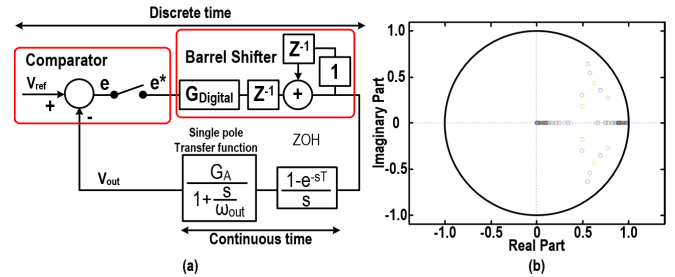 Discrete time
Comparator
Barrel Shifter
Z-1
Vref
e
e*
GDigital
Z-1
+
1
+
-
Single pole
Transfer function
ZOH
Vout
GA
1+ s
ωout
1-e-sT
s
Continuous time
(a)
Imaginary Part
1.0
0.5
0
-0.5
-1.0
-1.0
-0.5
0
0.5
1.0
Real Part
(b)